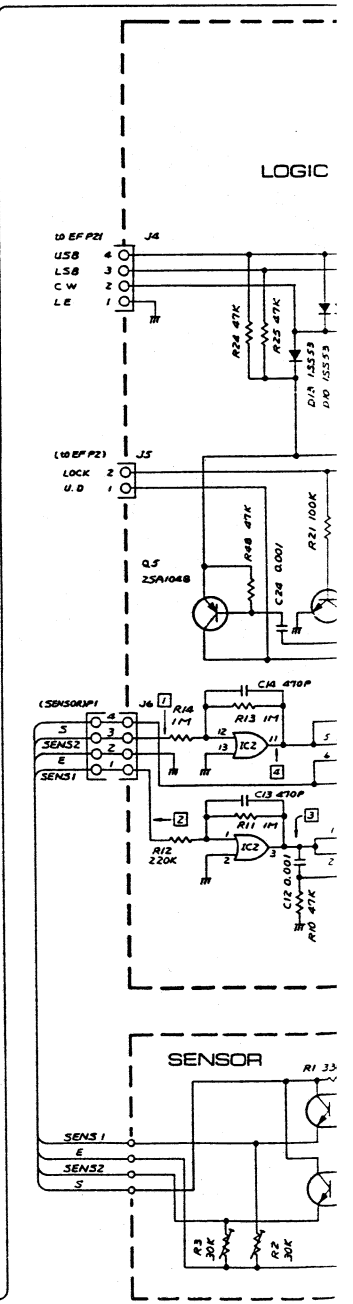 LOGIC
to EF P21 J4
USB 4
LSB 3
CW 2
LE 1
R24 47K
R25 47K
D13 1SS53
D10 1SS53
(to EF P2) J5
LOCK 2
U.D 1
R48 47K
R21 100K
Q5
2SA1048
C24 0.001
(SENSOR)P1 J6 1
C14 470P
R14
1M
R13 1M
S 4
SENS2 3
E 2
SENS1 1
12
13 IC2 11
4
5
4
6
C13 470P
R11 1M
2
3
R12
220K
1
2 IC2 3
1
2
C12 0.001
R10 47K
SENSOR
R1 33
SENS1
E
SENS2
S
R3
30K
R2
30K